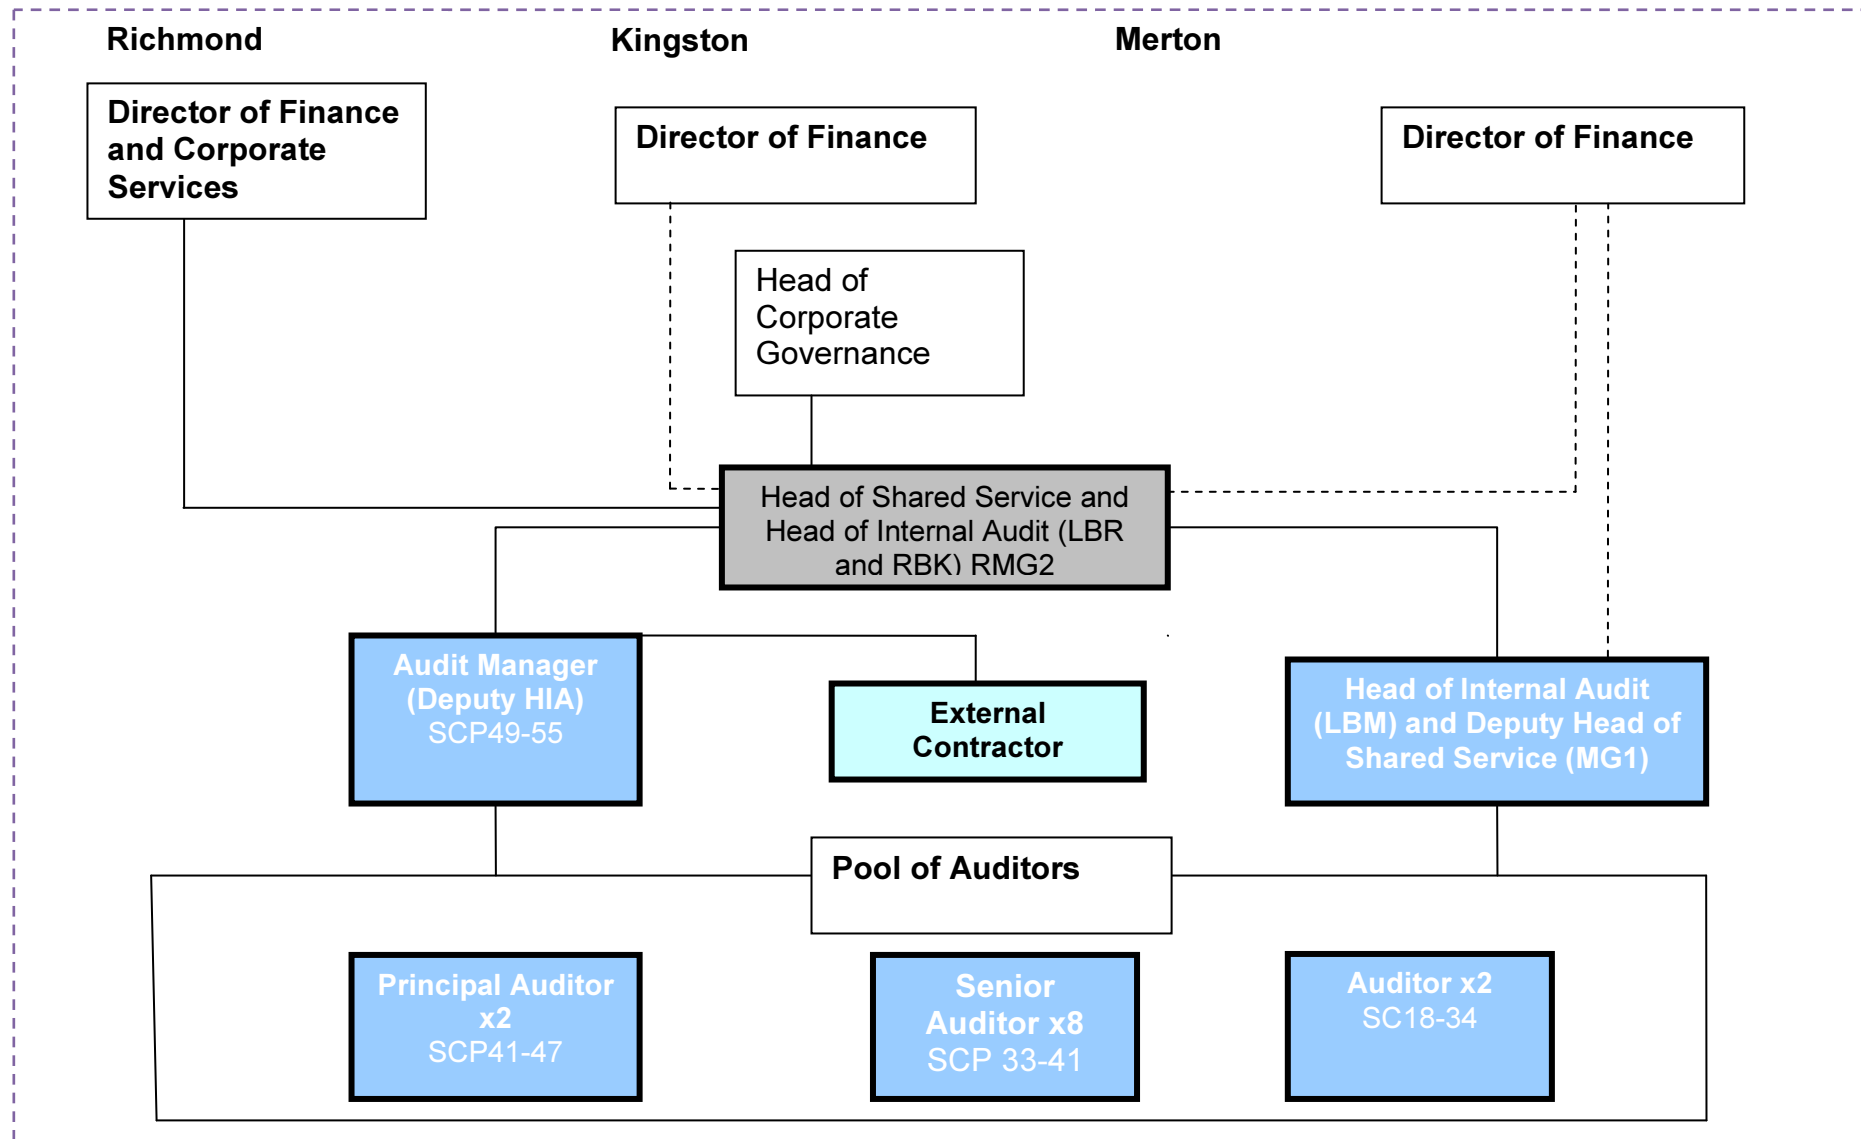 Richmond
Kingston
Merton
Director of Finance
and Corporate
Services
Director of Finance
Director of Finance
Head of
Corporate
Governance
Head of Shared Service and
Head of Internal Audit (LBR
and RBK) RMG2
Audit Manager
(Deputy HIA)
SCP49-55
External
Contractor
Head of Internal Audit
(LBM) and Deputy Head of
Shared Service (MG1)
Pool of Auditors
Principal Auditor
x2
SCP41-47
Senior
Auditor x8
SCP 33-41
Auditor x2
SC18-34